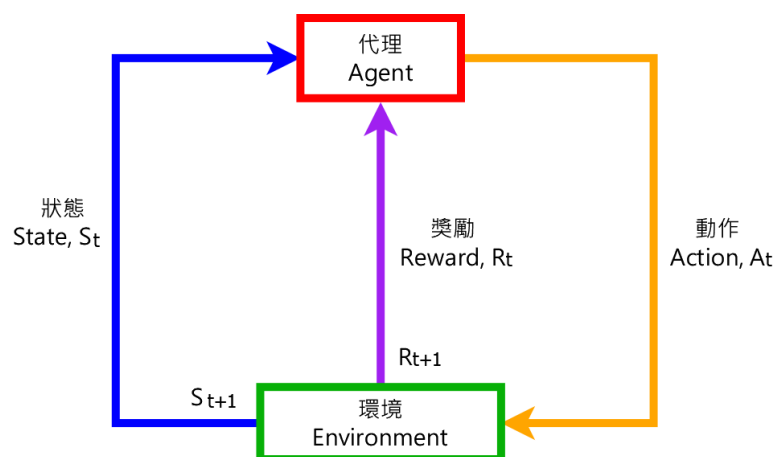 代理
Agent
狀態
State, St
獎勵
Reward, Rt
動作
Action, At
Rt+1
St+1
環境
Environment